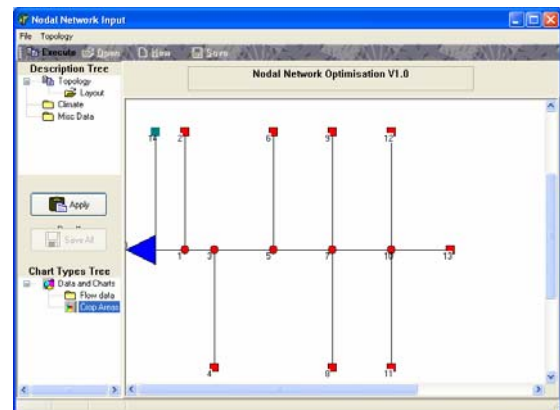 Nodal Network Input
File Topology
Execute Open New Save
Description Tree
Nodal Network Optimisation V1.0
Topology
Layout
Climate
Misc Data
14 2 6 9 12
Apply
Save All
1 3 5 7 10 13
Chart Types Tree
Data and Charts
Flow data
Crop Areas
4 8 11